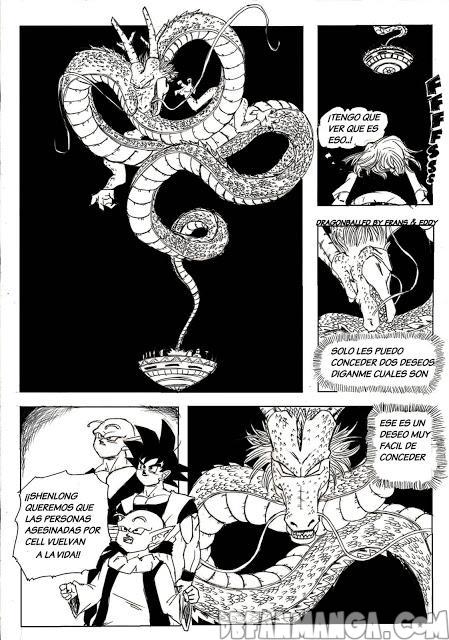 ¡TENGO QUE
VER QUE ES
ESO..!
DRAGONBALLFD BY FRANS & EDDY
SOLO LES PUEDO
CONCEDER DOS DESEOS
DIGANME CUALES SON
ESE ES UN
DESEO MUY
FACIL DE
CONCEDER
¡¡SHENLONG
QUEREMOS QUE
LAS PERSONAS
ASESINADAS POR
CELL VUELVAN
A LA VIDA!!
DBFANMANGA.COM